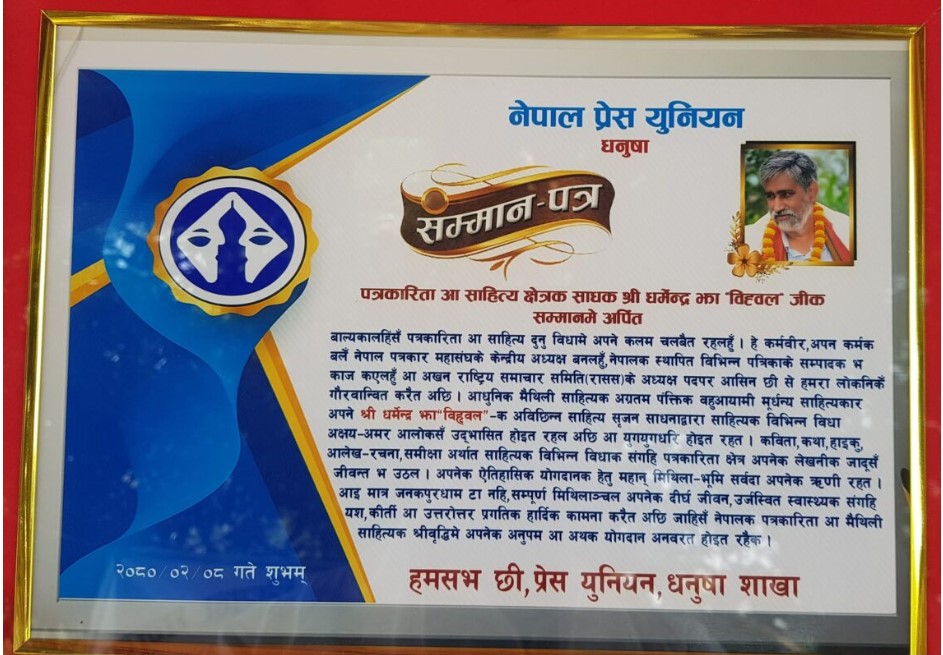 नेपाल प्रेस युनियन
धनुषा
सम्मान-पत्र
पत्रकारिता आ साहित्य क्षेत्रक साधक श्री धर्मेन्द्र झा "विह्वल" जीक
सम्मानमे अर्पित
बाल्यकालहिंसँ पत्रकारिता आ साहित्य दुनु विधामे अपने कलम चलबैत रहलहुँ । हे कर्मवीर,अपन कर्मक
बलें नेपाल पत्रकार महासंघके केन्द्रीय अध्यक्ष बनलहुँ,नेपालक स्थापित विभिन्न पत्रिकाके सम्पादक भ
काज कएलहुँ आ अखन राष्ट्रिय समाचार समिति(रासस)के अध्यक्ष पदपर आसिन छी से हमरा लोकनिकेँ
गौरवान्वित करैत अछि । आधुनिक मैथिली साहित्यक अग्रतम पंक्तिक वहुआयामी मूर्धन्य साहित्यकार
अपने श्री धर्मेन्द्र झा"विह्वल"-क अविछिन्न साहित्य सृजन साधनाद्वारा साहित्यक विभिन्न विधा
अक्षय-अमर आलोकसँ उद्भासित होइत रहल अछि आ युगयुगधरि होइत रहत । कविता,कथा,हाइकु,
आलेख-रचना,समीक्षा अर्थात साहित्यक विभिन्न विधाक संगहि पत्रकारिता क्षेत्र अपनेक लेखनीक जादूसँ
जीवन्त भ उठल । अपनेक ऐतिहासिक योगदानक हेतु महान् मिथिला-भूमि सर्वदा अपनेक ऋणी रहत ।
आइ मात्र जनकपुरधाम टा नहि,सम्पूर्ण मिथिलाञ्चल अपनेक दीर्घ जीवन,उर्जस्वित स्वास्थ्यक संगहि
यश,कीर्ती आ उत्तरोत्तर प्रगतिक हार्दिक कामना करैत अछि जाहिसँ नेपालक पत्रकारिता आ मैथिली
साहित्यक श्रीवृद्धिमे अपनेक अनुपम आ अथक योगदान अनवरत होइत रहैक ।
२०८०/०२/०८ गते शुभम्
हमसभ छी,प्रेस युनियन,धनुषा शाखा